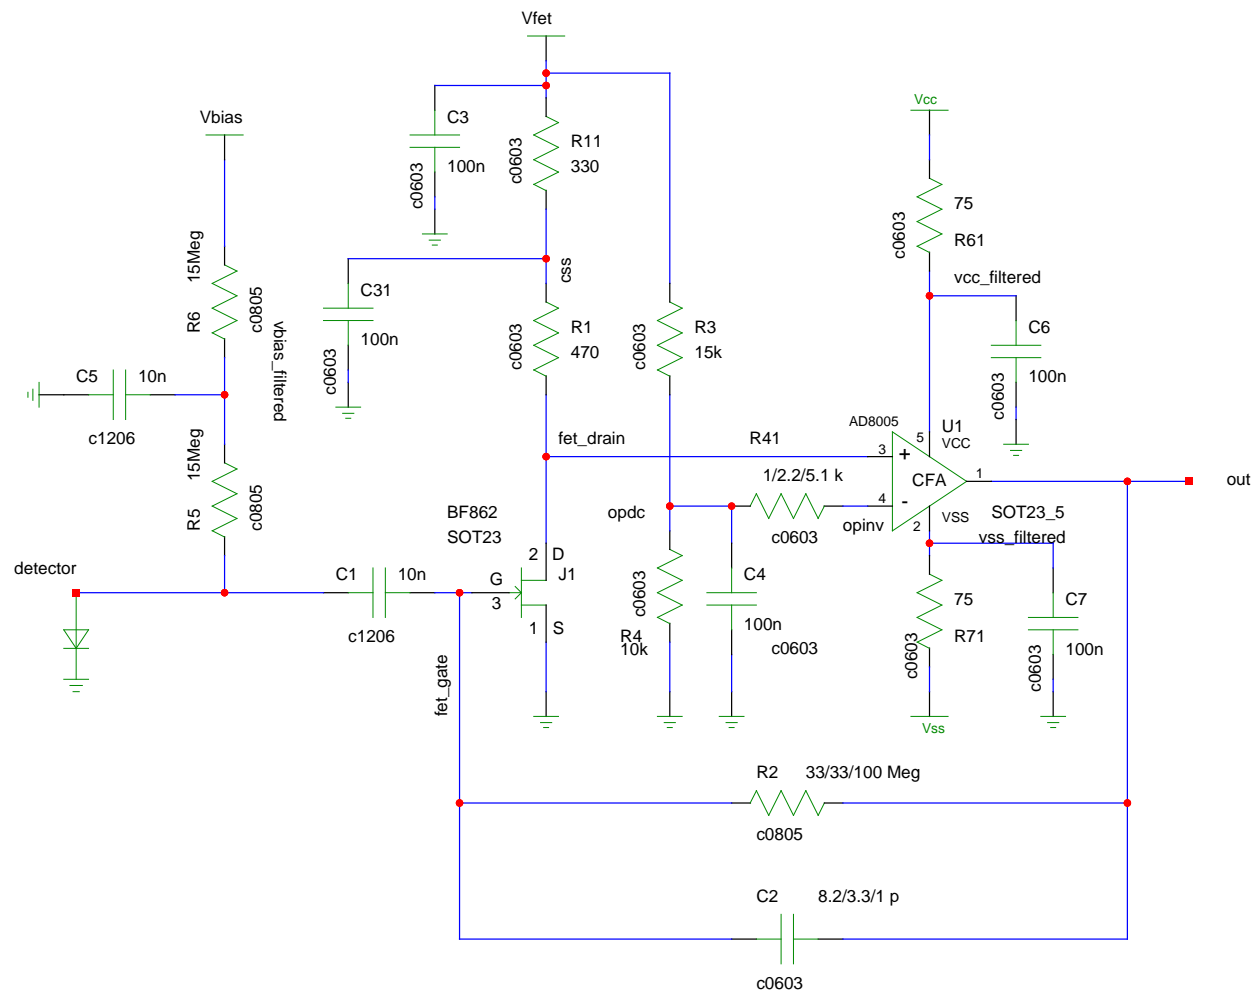 Vfet
C3
100n
c0603
R11
330
c0603
Vcc
Vbias
75
R61
c0603
15Meg
R6
c0805
vbias_filtered
css
C31
100n
c0603
R1
470
c0603
R3
15k
c0603
vcc_filtered
C6
100n
c0603
C5
10n
c1206
15Meg
R5
c0805
fet_drain
R41
1/2.2/5.1 k
c0603
AD8005
U1
5
VCC
3
+
CFA
1
4
-
2
VSS
SOT23_5
out
opdc
opinv
vss_filtered
BF862
SOT23
2
D
J1
G
3
1
S
detector
C1
10n
c1206
fet_gate
c0603
R4
10k
C4
100n
c0603
75
R71
c0603
Vss
C7
100n
c0603
R2
33/33/100 Meg
c0805
C2
8.2/3.3/1 p
c0603